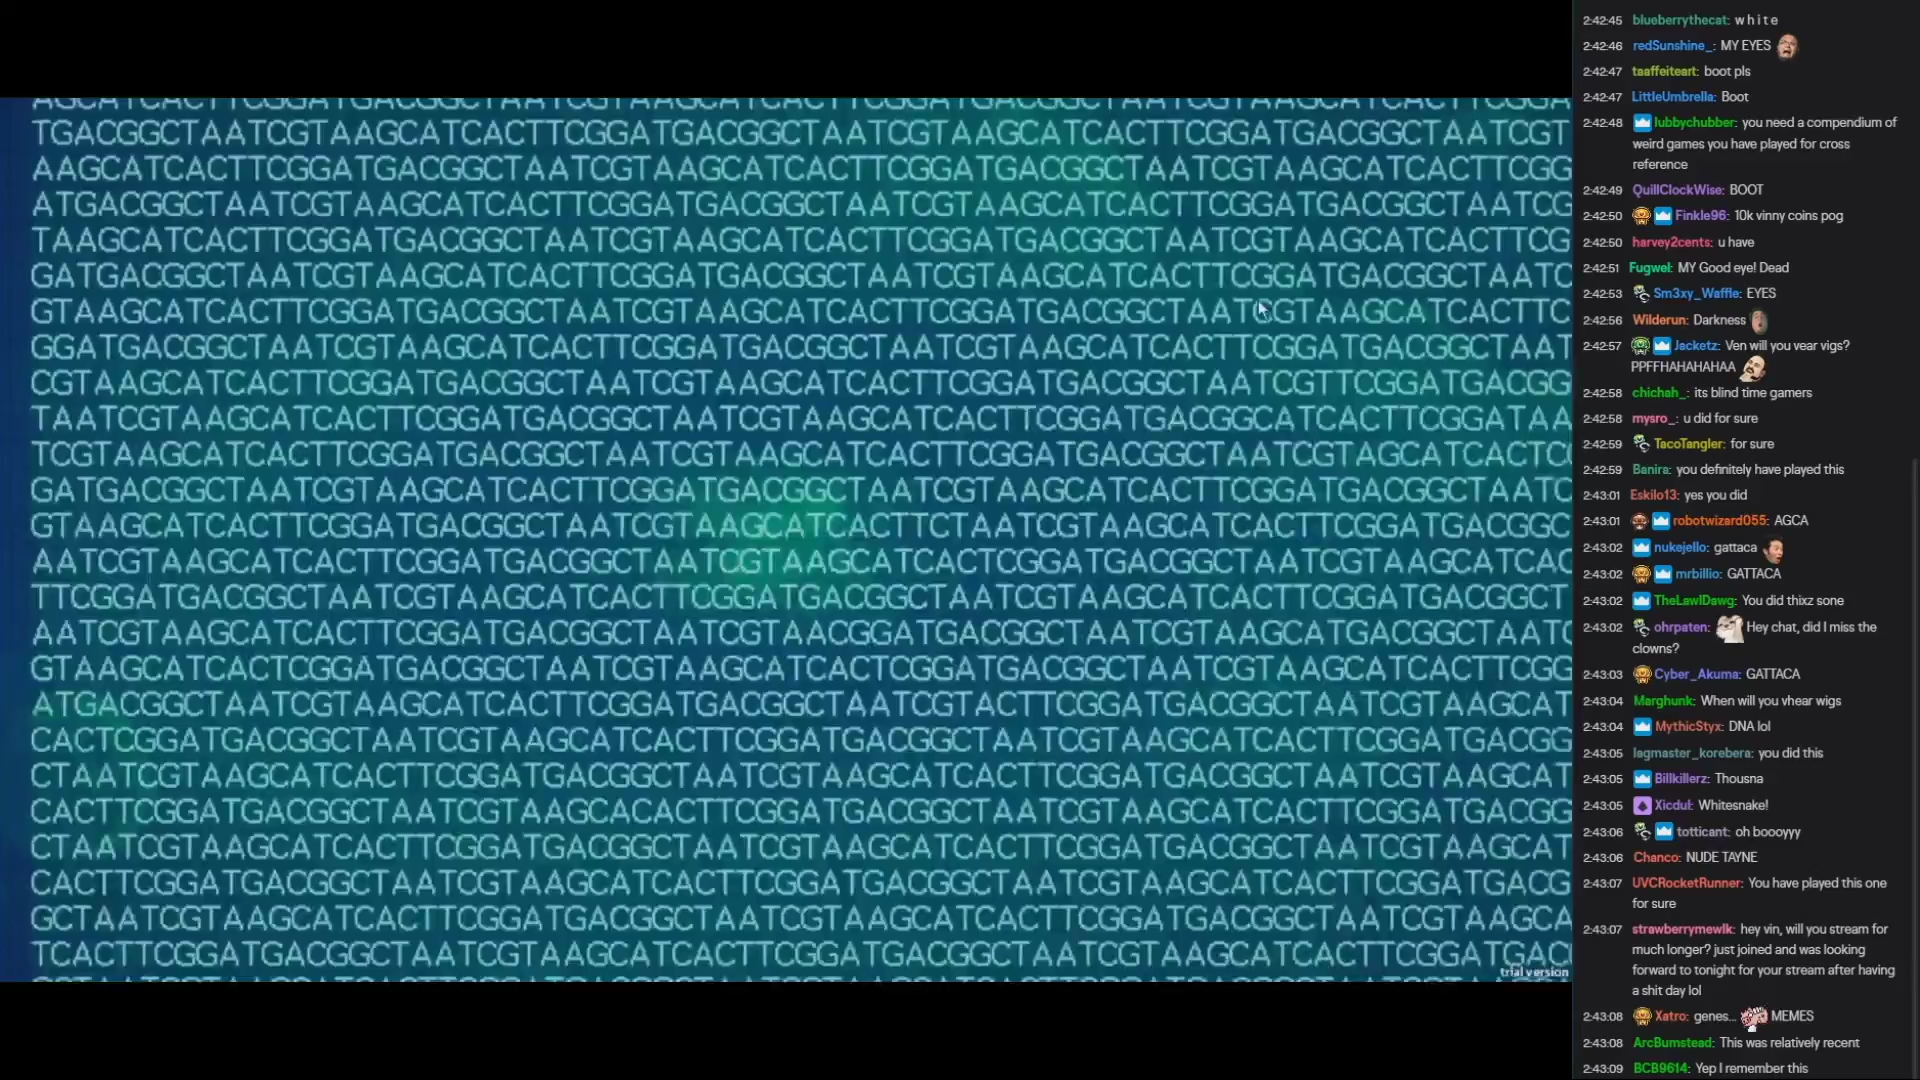 AGCATCACTTCGGATGACGGCTAATCGTAAGCATCACTTCGGATGACGGCTAATCGTAAGCATCACTTCGGA
TGACGGCTAATCGTAAGCATCACTTCGGATGACGGCTAATCGTAAGCATCACTTCGGATGACGGCTAATCGT
AAGCATCACTTCGGATGACGGCTAATCGTAAGCATCACTTCGGATGACGGCTAATCGTAAGCATCACTTCGG
ATGACGGCTAATCGTAAGCATCACTTCGGATGACGGCTAATCGTAAGCATCACTTCGGATGACGGCTAATCG
TAAGCATCACTTCGGATGACGGCTAATCGTAAGCATCACTTCGGATGACGGCTAATCGTAAGCATCACTTCG
GATGACGGCTAATCGTAAGCATCACTTCGGATGACGGCTAATCGTAAGCATCACTTCGGATGACGGCTAATC
GTAAGCATCACTTCGGATGACGGCTAATCGTAAGCATCACTTCGGATGACGGCTAATCGTAAGCATCACTTC
GGATGACGGCTAATCGTAAGCATCACTTCGGATGACGGCTAATCGTAAGCATCACTTCGGATGACGGCTAAT
CGTAAGCATCACTTCGGATGACGGCTAATCGTAAGCATCACTTCGGATGACGGCTAATCGTTCGGATGACGG
TAATCGTAAGCATCACTTCGGATGACGGCTAATCGTAAGCATCACTTCGGATGACGGCATCACTTCGGATAA
TCGTAAGCATCACTTCGGATGACGGCTAATCGTAAGCATCACTTCGGATGACGGCTAATCGTAGCATCACTC
GATGACGGCTAATCGTAAGCATCACTTCGGATGACGGCTAATCGTAAGCATCACTTCGGATGACGGCTAATC
GTAAGCATCACTTCGGATGACGGCTAATCGTAAGCATCACTTCTAATCGTAAGCATCACTTCGGATGACGGC
AATCGTAAGCATCACTTCGGATGACGGCTAATCGTAAGCATCACTCGGATGACGGCTAATCGTAAGCATCAC
TTCGGATGACGGCTAATCGTAAGCATCACTTCGGATGACGGCTAATCGTAAGCATCACTTCGGATGACGGCT
AATCGTAAGCATCACTTCGGATGACGGCTAATCGTAACGGATGACGGCTAATCGTAAGCATGACGGCTAATC
GTAAGCATCACTCGGATGACGGCTAATCGTAAGCATCACTCGGATGACGGCTAATCGTAAGCATCACTTCGG
ATGACGGCTAATCGTAAGCATCACTTCGGATGACGGCTAATCGTACTTCGGATGACGGCTAATCGTAAGCAT
CACTCGGATGACGGCTAATCGTAAGCATCACTTCGGATGACGGCTAATCGTAAGCATCACTTCGGATGACGG
CTAATCGTAAGCATCACTTCGGATGACGGCTAATCGTAAGCATCACTTCGGATGACGGCTAATCGTAAGCAT
CACTTCGGATGACGGCTAATCGTAAGCACACTTCGGATGACGGCTAATCGTAAGCATCACTTCGGATGACGG
CTAATCGTAAGCATCACTTCGGATGACGGCTAATCGTAAGCATCACTTCGGATGACGGCTAATCGTAAGCAT
CACTTCGGATGACGGCTAATCGTAAGCATCACTTCGGATGACGGCTAATCGTAAGCATCACTTCGGATGACG
GCTAATCGTAAGCATCACTTCGGATGACGGCTAATCGTAAGCATCACTTCGGATGACGGCTAATCGTAAGCA
TCACTTCGGATGACGGCTAATCGTAAGCATCACTTCGGATGACGGCTAATCGTAAGCATCACTTCGGATGAC
trial version
2:42:45 blueberrythecat: w h i t e
2:42:46 redSunshine_: MY EYES
2:42:47 taaffeiteart: boot pls
2:42:47 LittleUmbrella: Boot
2:42:48 lubbychubber: you need a compendium of
weird games you have played for cross
reference
2:42:49 QuillClockWise: BOOT
2:42:50 Finkle96: 10k vinny coins pog
2:42:50 harvey2cents: u have
2:42:51 Fugwel: MY Good eye! Dead
2:42:53 Sm3xy_Waffle: EYES
2:42:56 Wilderun: Darkness
2:42:57 Jacketz: Ven will you vear vigs?
PPFFHAHAHAHAA
2:42:58 chichah_: its blind time gamers
2:42:58 mysro_: u did for sure
2:42:59 TacoTangler: for sure
2:42:59 Banira: you defnitely have played this
2:43:01 Eskilo13: yes you did
2:43:01 robotwizard055: AGCA
2:43:02 nukejello: gattaca
2:43:02 mrbillio: GATTACA
2:43:02 TheLawlDawg: You did thixz sone
2:43:02 ohrpaten: Hey chat, did I miss the
clowns?
2:43:03 Cyber_Akuma: GATTACA
2:43:04 Marghunk: When will you vhear wigs
2:43:04 MythicStyx: DNA lol
2:43:05 lagmaster_korebera: you did this
2:43:05 Billkillerz: Thousna
2:43:05 Xicdul: Whitesnake!
2:43:06 totticant: oh boooyyy
2:43:06 Chanco: NUDE TAYNE
2:43:07 UVCRocketRunner: You have played this one
for sure
2:43:07 strawberrymewlk: hey vin, will you stream for
much longer? just joined and was looking
forward to tonight for your stream after having
a shit day lol
2:43:08 Xatro: genes... MEMES
2:43:08 ArcBumstead: This was relatively recent
2:43:09 BCB9614: Yep I remember this